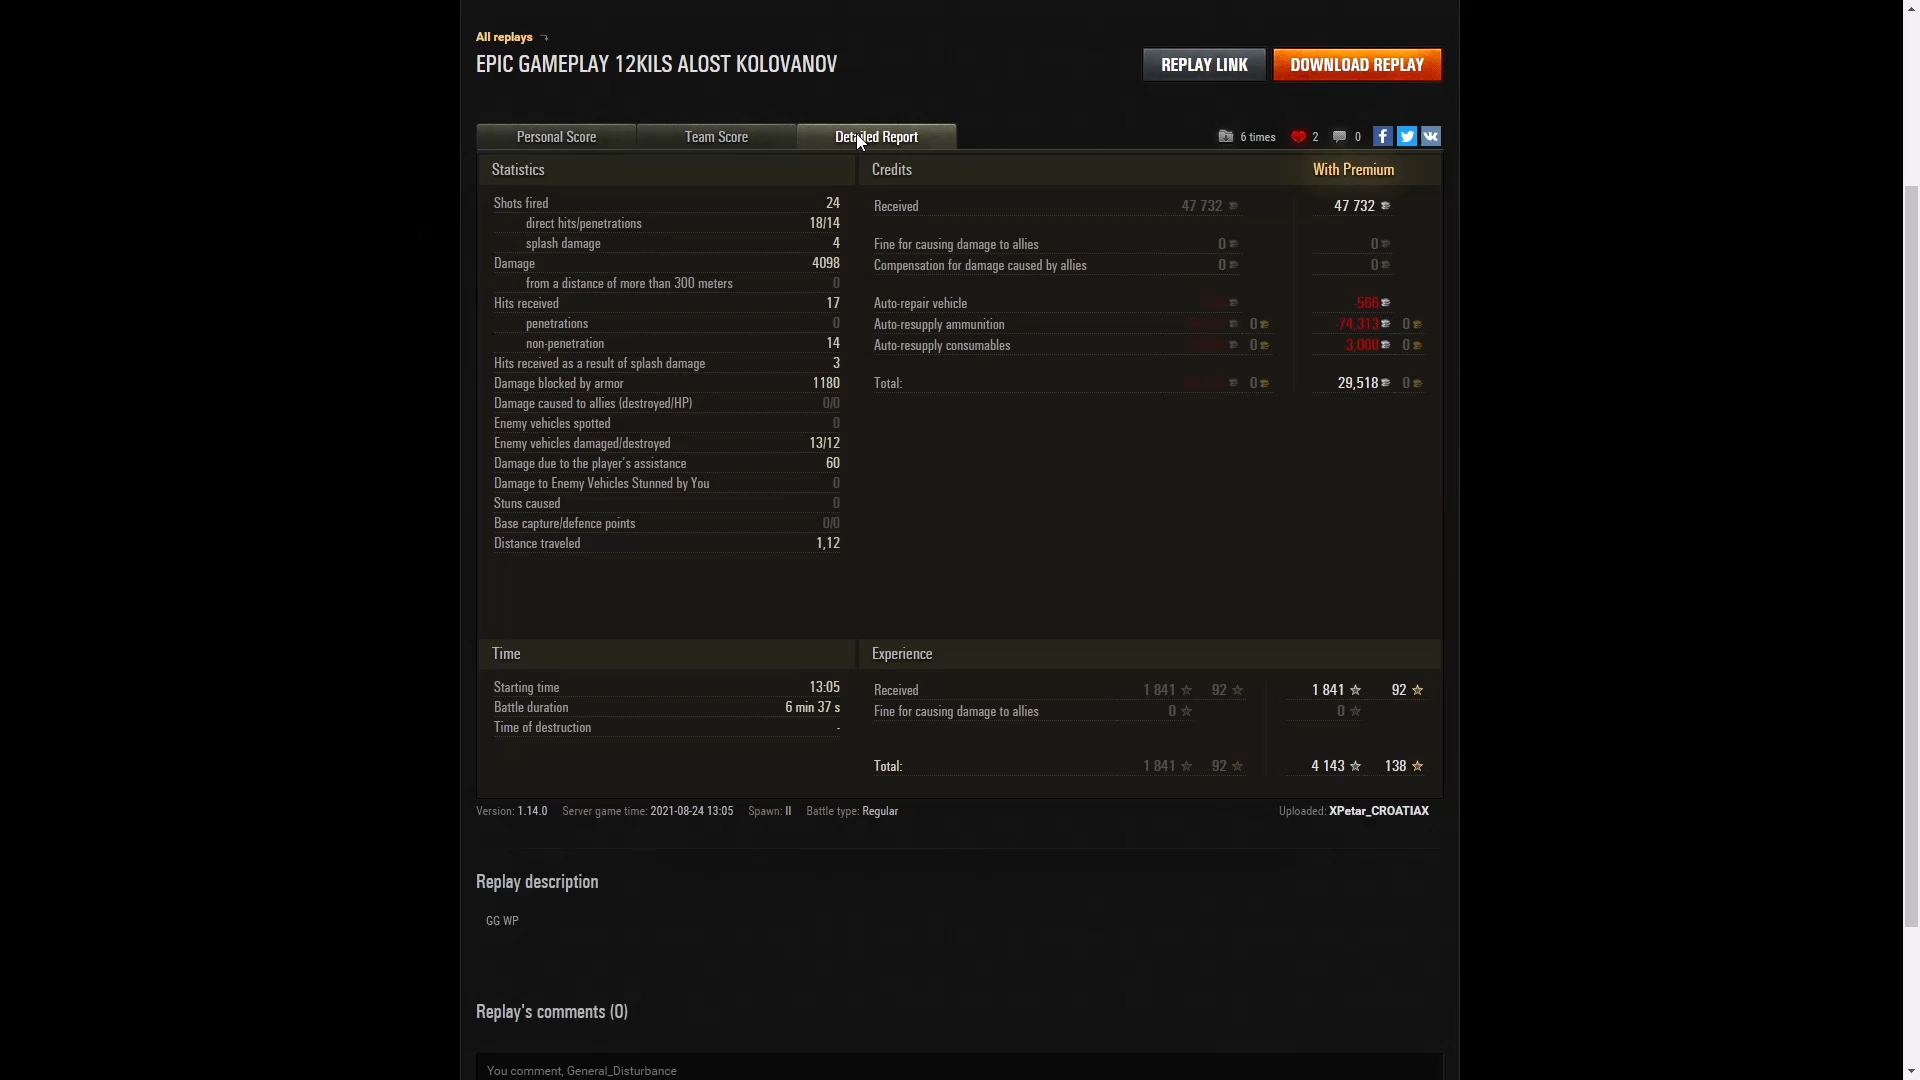 All replays
EPIC GAMEPLAY 12KILS ALOST KOLOVANOV
REPLAY LINK
DOWNLOAD REPLAY
Personal Score
Team Score
Detailed Report
6 times
2
0
Statistics
Shots fired 24
direct hits/penetrations 18/14
splash damage 4
Damage 4098
from a distance of more than 300 meters 0
Hits received 17
penetrations 0
non-penetration 14
Hits received as a result of splash damage 3
Damage blocked by armor 1180
Damage caused to allies (destroyed/HP) 0/0
Enemy vehicles spotted 0
Enemy vehicles damaged/destroyed 13/12
Damage due to the player's assistance 60
Damage to Enemy Vehicles Stunned by You 0
Stuns caused 0
Base capture/defence points 0/0
Distance traveled 1,12
Credits With Premium
Received 47 732 47 732
Fine for causing damage to allies 0 0
Compensation for damage caused by allies 0 0
Auto-repair vehicle -568
Auto-resupply ammunition 0 -74,313 0
Auto-resupply consumables 0 -3,000 0
Total: 0 29,518 0
Time
Starting time 13:05
Battle duration 6 min 37 s
Time of destruction -
Experience
Received 1 841 92 1 841 92
Fine for causing damage to allies 0 0
Total: 1 841 92 4 143 138
Version: 1.14.0 Server game time: 2021-08-24 13:05 Spawn: II Battle type: Regular Uploaded: XPetar_CROATIAX
Replay description
GG WP
Replay's comments (0)
You comment, General_Disturbance